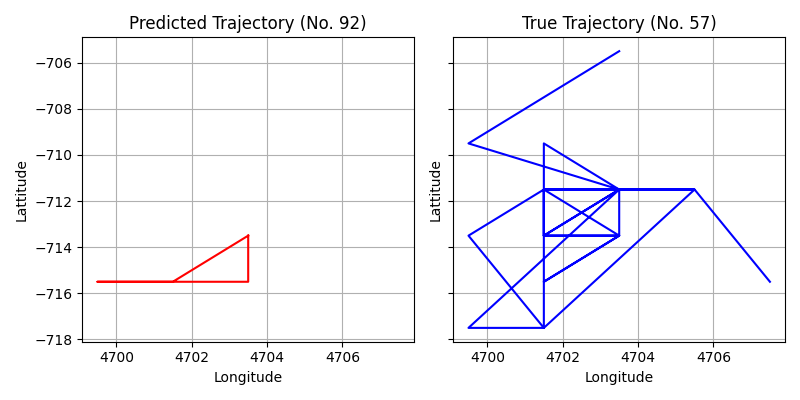 Predicted Trajectory (No. 92)
True Trajectory (No. 57)
−706
−708
−710
−712
−714
−716
−718
Lattitude
Lattitude
4700
4702
4704
4706
4700
4702
4704
4706
Longitude
Longitude